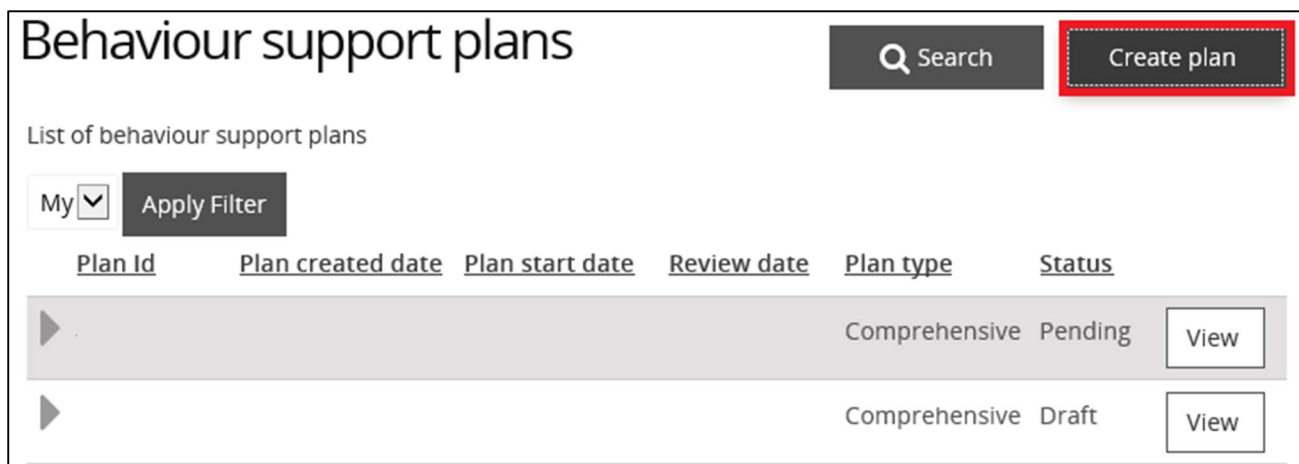 Behaviour support plans
Search
Create plan
List of behaviour support plans
My
Apply Filter
Plan Id Plan created date Plan start date Review date Plan type Status
Comprehensive Pending View
Comprehensive Draft View